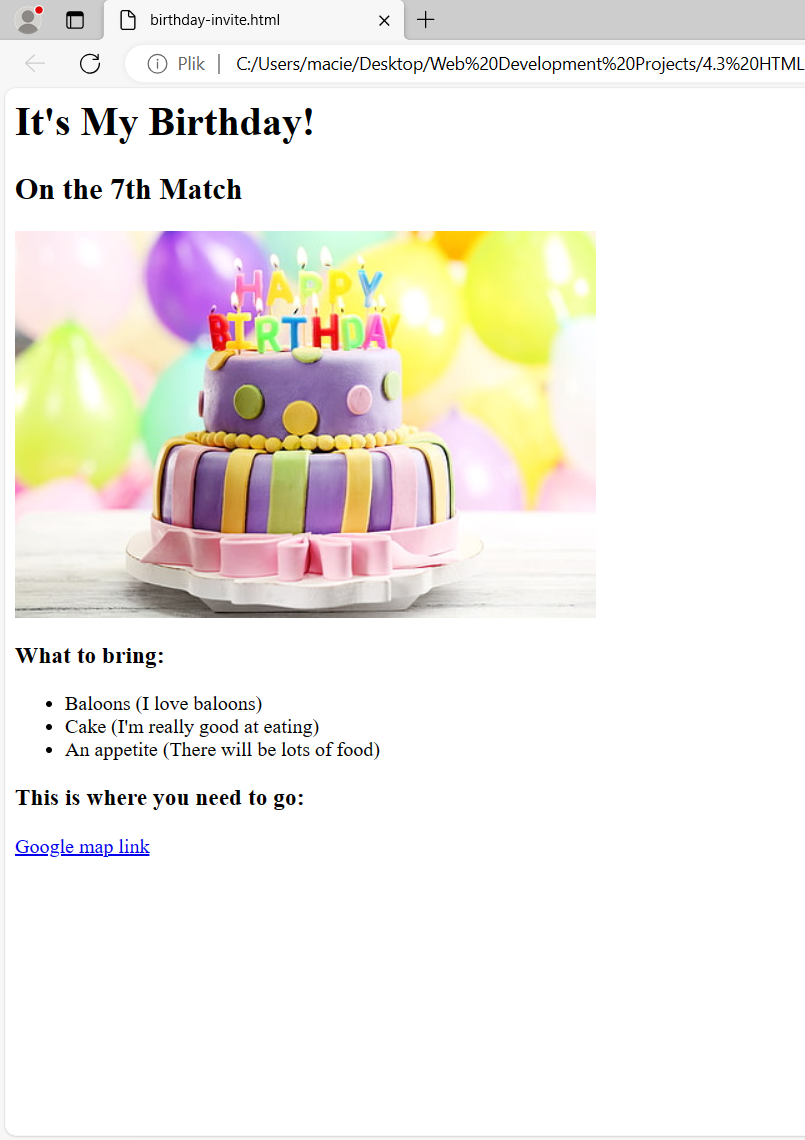 birthday-invite.html
Plik | C:/Users/macie/Desktop/Web%20Development%20Projects/4.3%20HTML
It's My Birthday!
On the 7th Match
HAPPY
BIRTHDAY
What to bring:
• Baloons (I love baloons)
• Cake (I'm really good at eating)
• An appetite (There will be lots of food)
This is where you need to go:
Google map link